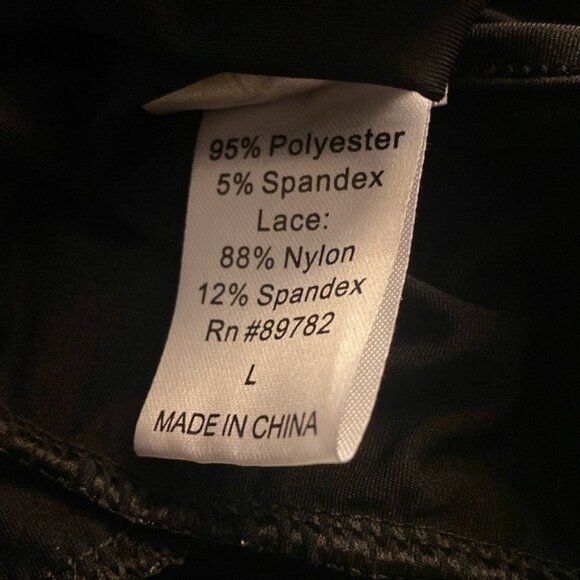 95% Polyester
5% Spandex
Lace:
88% Nylon
12% Spandex
Rn #89782
L
MADE IN CHINA